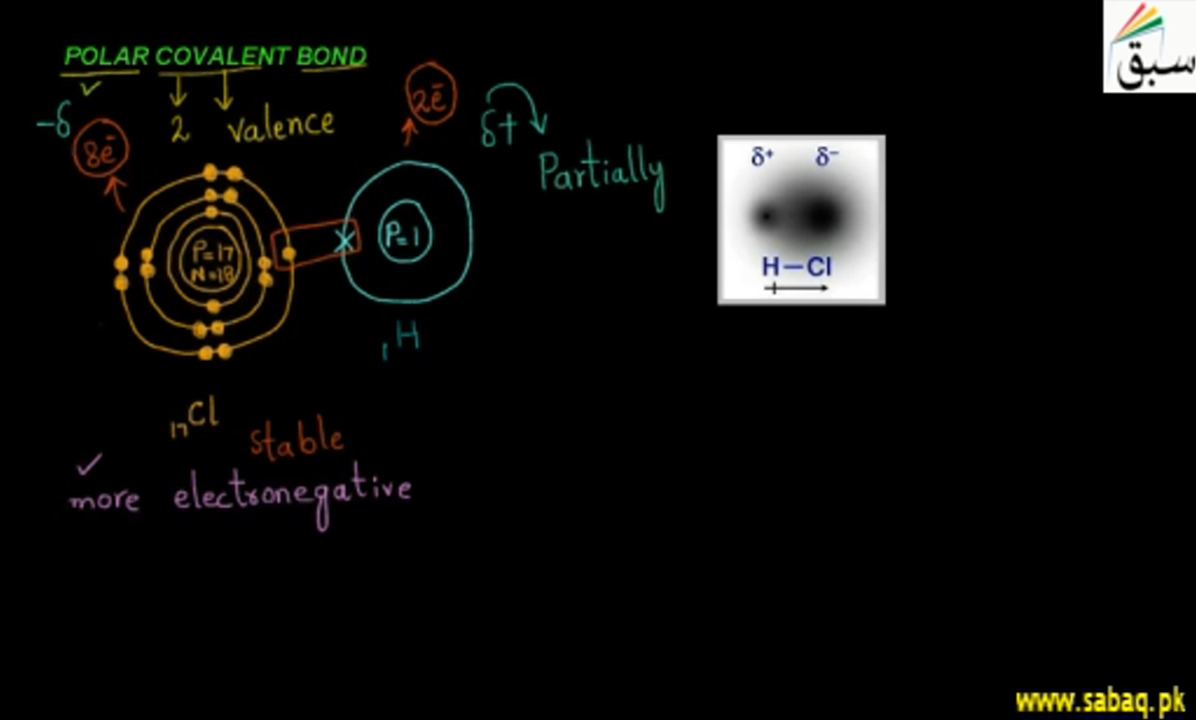 سبق
POLAR COVALENT BOND
-δ
8ē
2
valence
2ē
δ+
Partially
P=17
N=18
P=1
₁H
₁₇Cl
stable
more electronegative
δ+ δ-
H–Cl
www.sabaq.pk